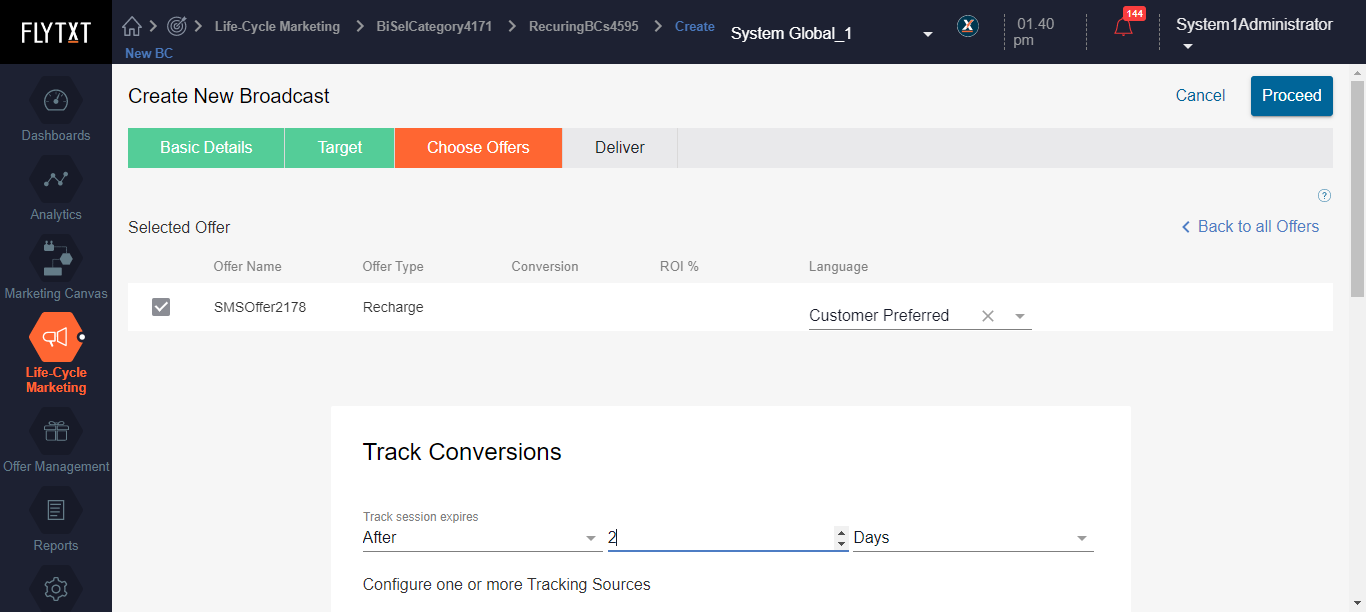 FLYTXT
Life-Cycle Marketing
BiSelCategory4171
RecuringBCs4595
Create
New BC
System Global_1
01.40
pm
144
System1Administrator
Dashboards
Analytics
Marketing Canvas
Life-Cycle
Marketing
Offer Management
Reports
Create New Broadcast
Cancel
Proceed
Basic Details
Target
Choose Offers
Deliver
?
Selected Offer
Back to all Offers
Offer Name
Offer Type
Conversion
ROI %
Language
SMSOffer2178
Recharge
Customer Preferred
Track Conversions
Track session expires
After
2
Days
Configure one or more Tracking Sources